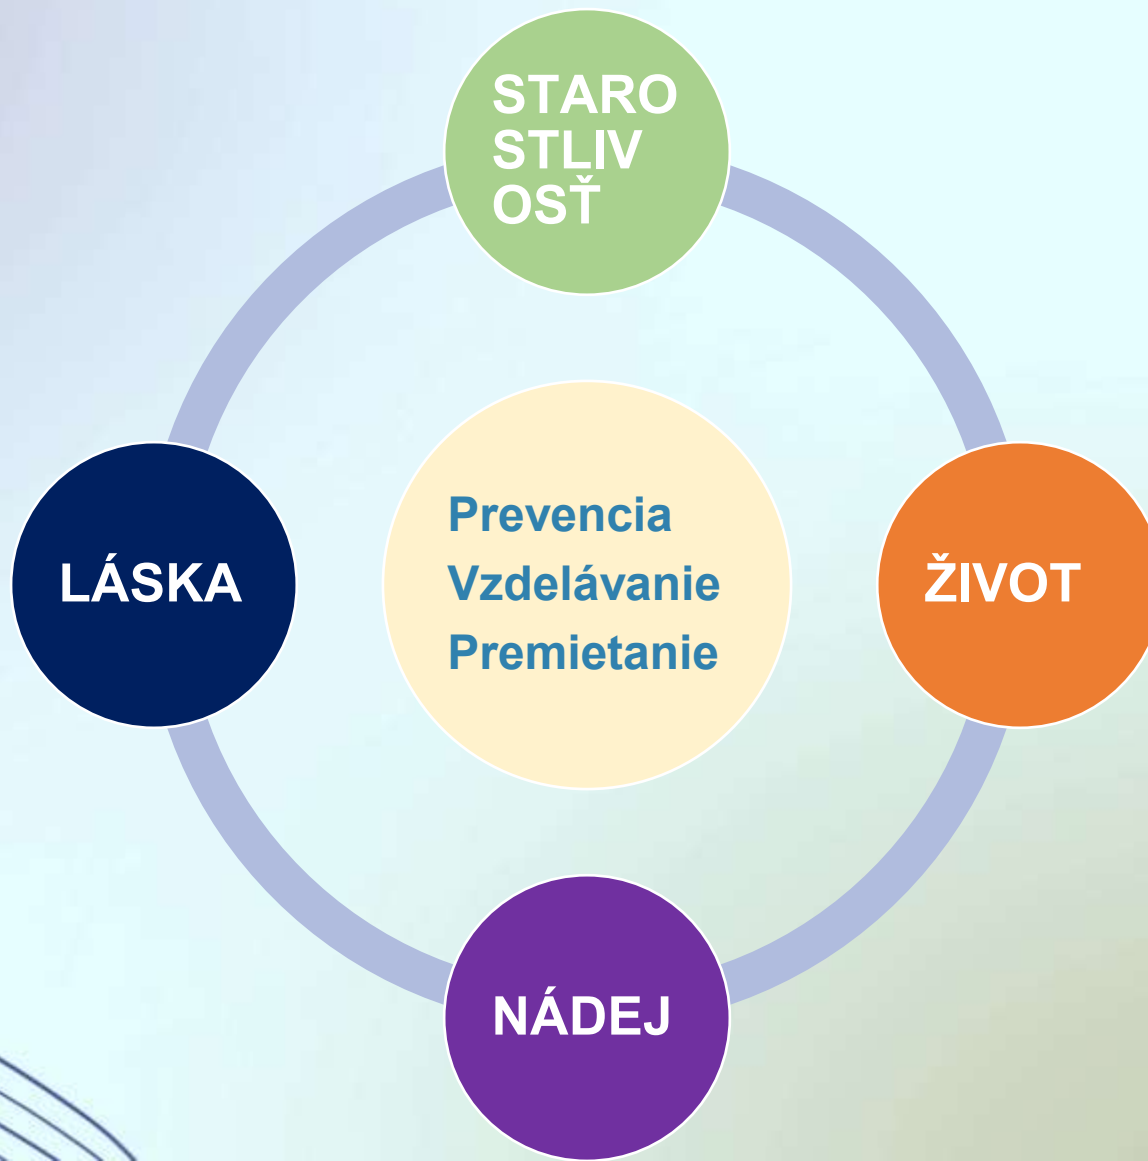 STARO
STLIV
OSŤ
LÁSKA
Prevencia
Vzdelávanie
Premietanie
ŽIVOT
NÁDEJ